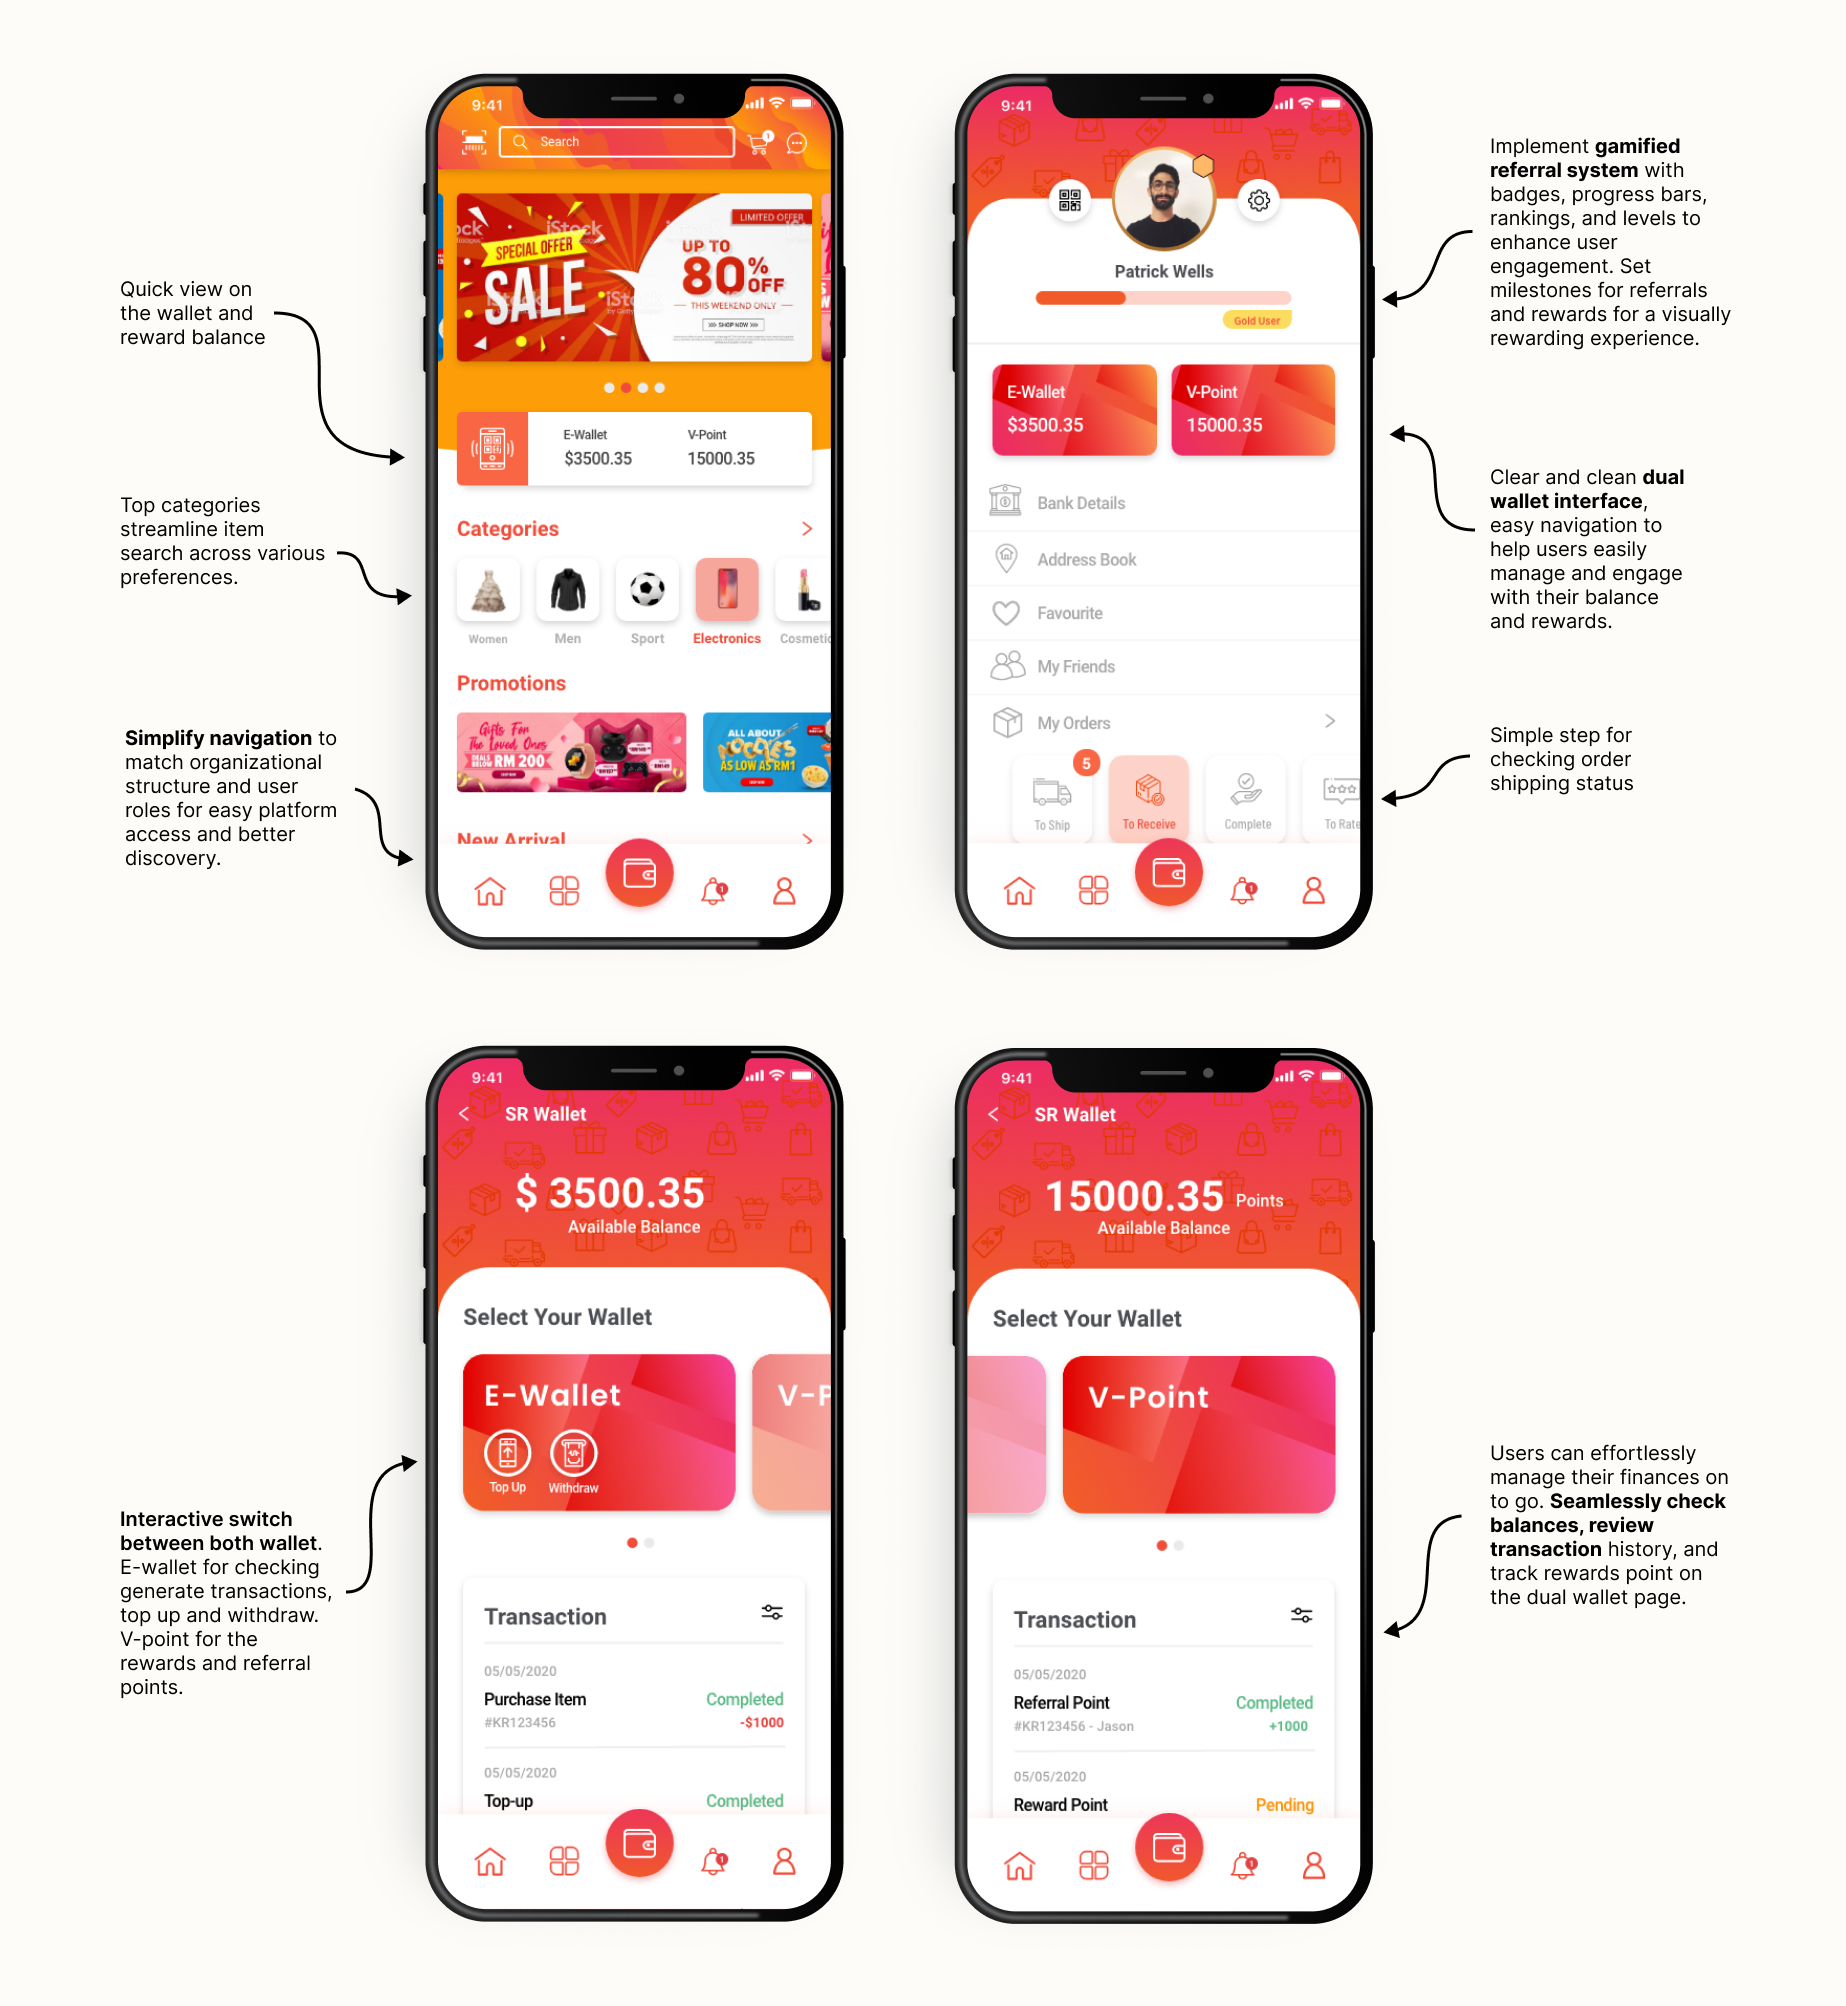 Quick view on
the wallet and
reward balance
Top categories
streamline item
search across various
preferences.
Simplify navigation to
match organizational
structure and user
roles for easy platform
access and better
discovery.
9:41
Search
1
LIMITED OFFER
SPECIAL OFFER
SALE
UP TO
80% OFF
THIS WEEKEND ONLY
SHOP NOW
iStock
E-Wallet
$3500.35
V-Point
15000.35
Categories
Women
Men
Sport
Electronics
Cosmetic
Promotions
Gifts For
The Loved Ones
DEALS BELOW RM 200
ALL ABOUT
NOODLES
AS LOW AS RM1
New Arrival
1
9:41
Patrick Wells
Gold User
E-Wallet
$3500.35
V-Point
15000.35
Bank Details
Address Book
Favourite
My Friends
My Orders
5
To Ship
To Receive
Complete
To Rate
1
Implement gamified
referral system with
badges, progress bars,
rankings, and levels to
enhance user
engagement. Set
milestones for referrals
and rewards for a visually
rewarding experience.
Clear and clean dual
wallet interface,
easy navigation to
help users easily
manage and engage
with their balance
and rewards.
Simple step for
checking order
shipping status
Interactive switch
between both wallet.
E-wallet for checking
generate transactions,
top up and withdraw.
V-point for the
rewards and referral
points.
9:41
SR Wallet
$ 3500.35
Available Balance
Select Your Wallet
E-Wallet
Top Up
Withdraw
V-P
Transaction
05/05/2020
Purchase Item
Completed
#KR123456
-$1000
05/05/2020
Top-up
Completed
1
9:41
SR Wallet
15000.35 Points
Available Balance
Select Your Wallet
V-Point
Transaction
05/05/2020
Referral Point
Completed
#KR123456 - Jason
+1000
05/05/2020
Reward Point
Pending
1
Users can effortlessly
manage their finances on
to go. Seamlessly check
balances, review
transaction history, and
track rewards point on
the dual wallet page.